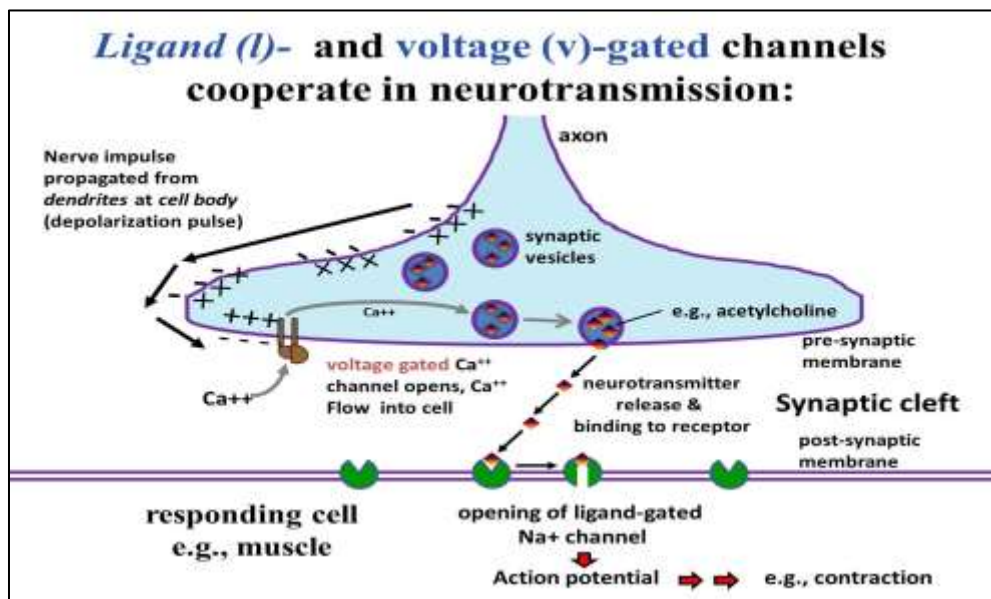 Ligand (l)- and voltage (v)-gated channels
cooperate in neurotransmission:
axon
Nerve impulse
propagated from
dendrites at cell body
(depolarization pulse)
synaptic
vesicles
Ca++
e.g., acetylcholine
pre-synaptic
membrane
voltage gated Ca++
channel opens, Ca++
Flow into cell
Ca++
neurotransmitter
release &
binding to receptor
Synaptic cleft
post-synaptic
membrane
responding cell
e.g., muscle
opening of ligand-gated
Na+ channel
Action potential
e.g., contraction